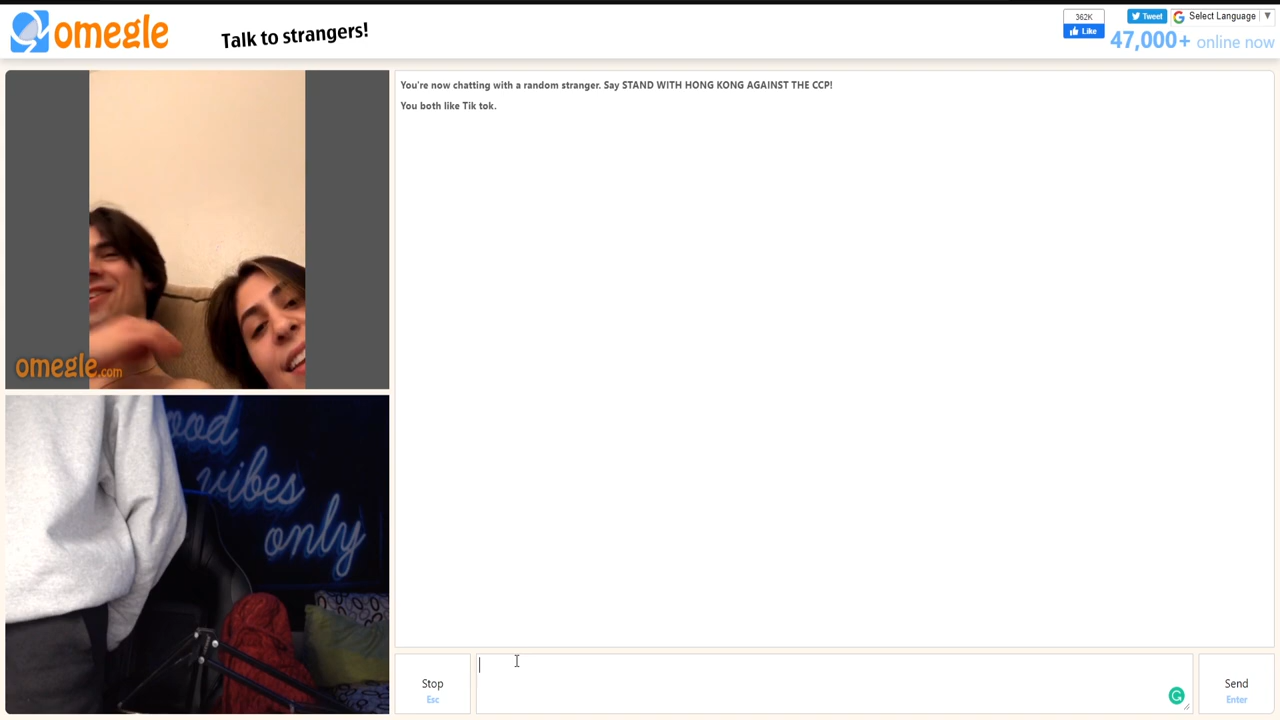 omegle
Talk to strangers!
362K
Like
Tweet
Select Language ▼
47,000+ online now
You're now chatting with a random stranger. Say STAND WITH HONG KONG AGAINST THE CCP!
You both like Tik tok.
omegle.com
ood
vibes
only
Stop
Esc
Send
Enter